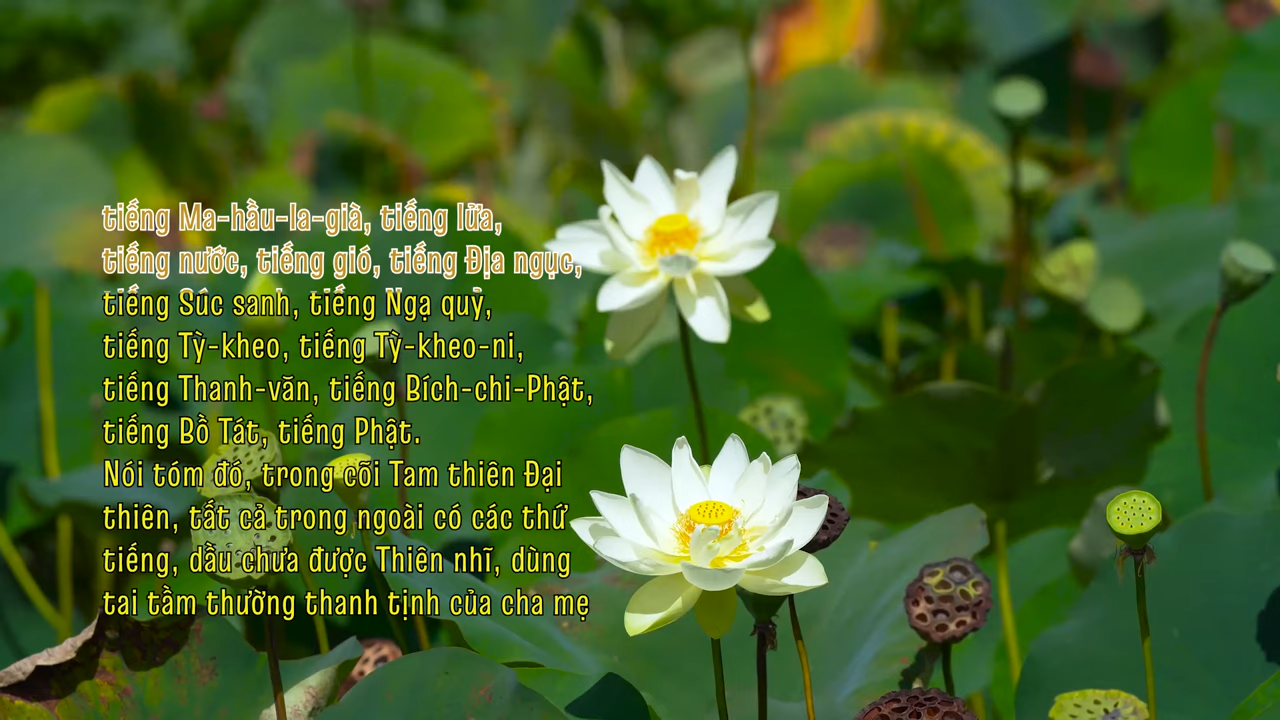 tiếng Ma-hầu-la-già, tiếng lửa,
tiếng nước, tiếng gió, tiếng Địa ngục,
tiếng Súc sanh, tiếng Ngạ quỷ,
tiếng Tỳ-kheo, tiếng Tỳ-kheo-ni,
tiếng Thanh-văn, tiếng Bích-chi-Phật,
tiếng Bồ Tát, tiếng Phật.
Nói tóm đó, trong cõi Tam thiên Đại
thiên, tất cả trong ngoài có các thứ
tiếng, dầu chưa được Thiên nhĩ, dùng
tai tầm thường thanh tịnh của cha mẹ